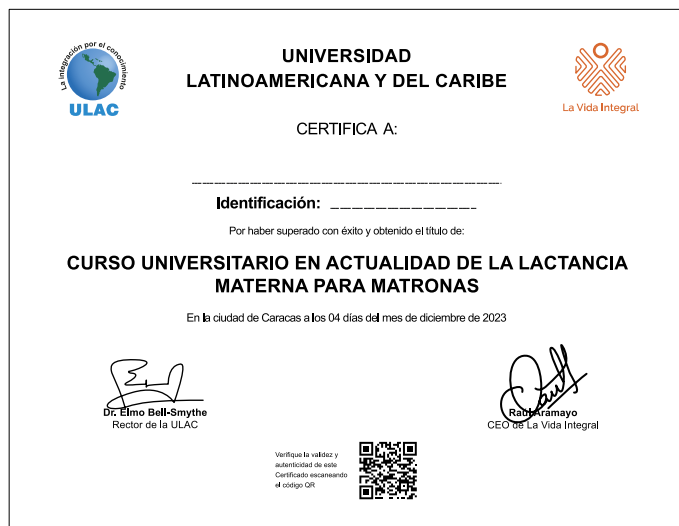 La integración por el conocimiento
ULAC
UNIVERSIDAD
LATINOAMERICANA Y DEL CARIBE
La Vida Integral
CERTIFICA A:
Identificación:
Por haber superado con éxito y obtenido el título de:
CURSO UNIVERSITARIO EN ACTUALIDAD DE LA LACTANCIA
MATERNA PARA MATRONAS
En la ciudad de Caracas a los 04 días del mes de diciembre de 2023
Dr. Elmo Bell-Smythe
Rector de la ULAC
Raúl Aramayo
CEO de La Vida Integral
Verifique la validez y
autenticidad de este
Certificado escaneando
el código QR